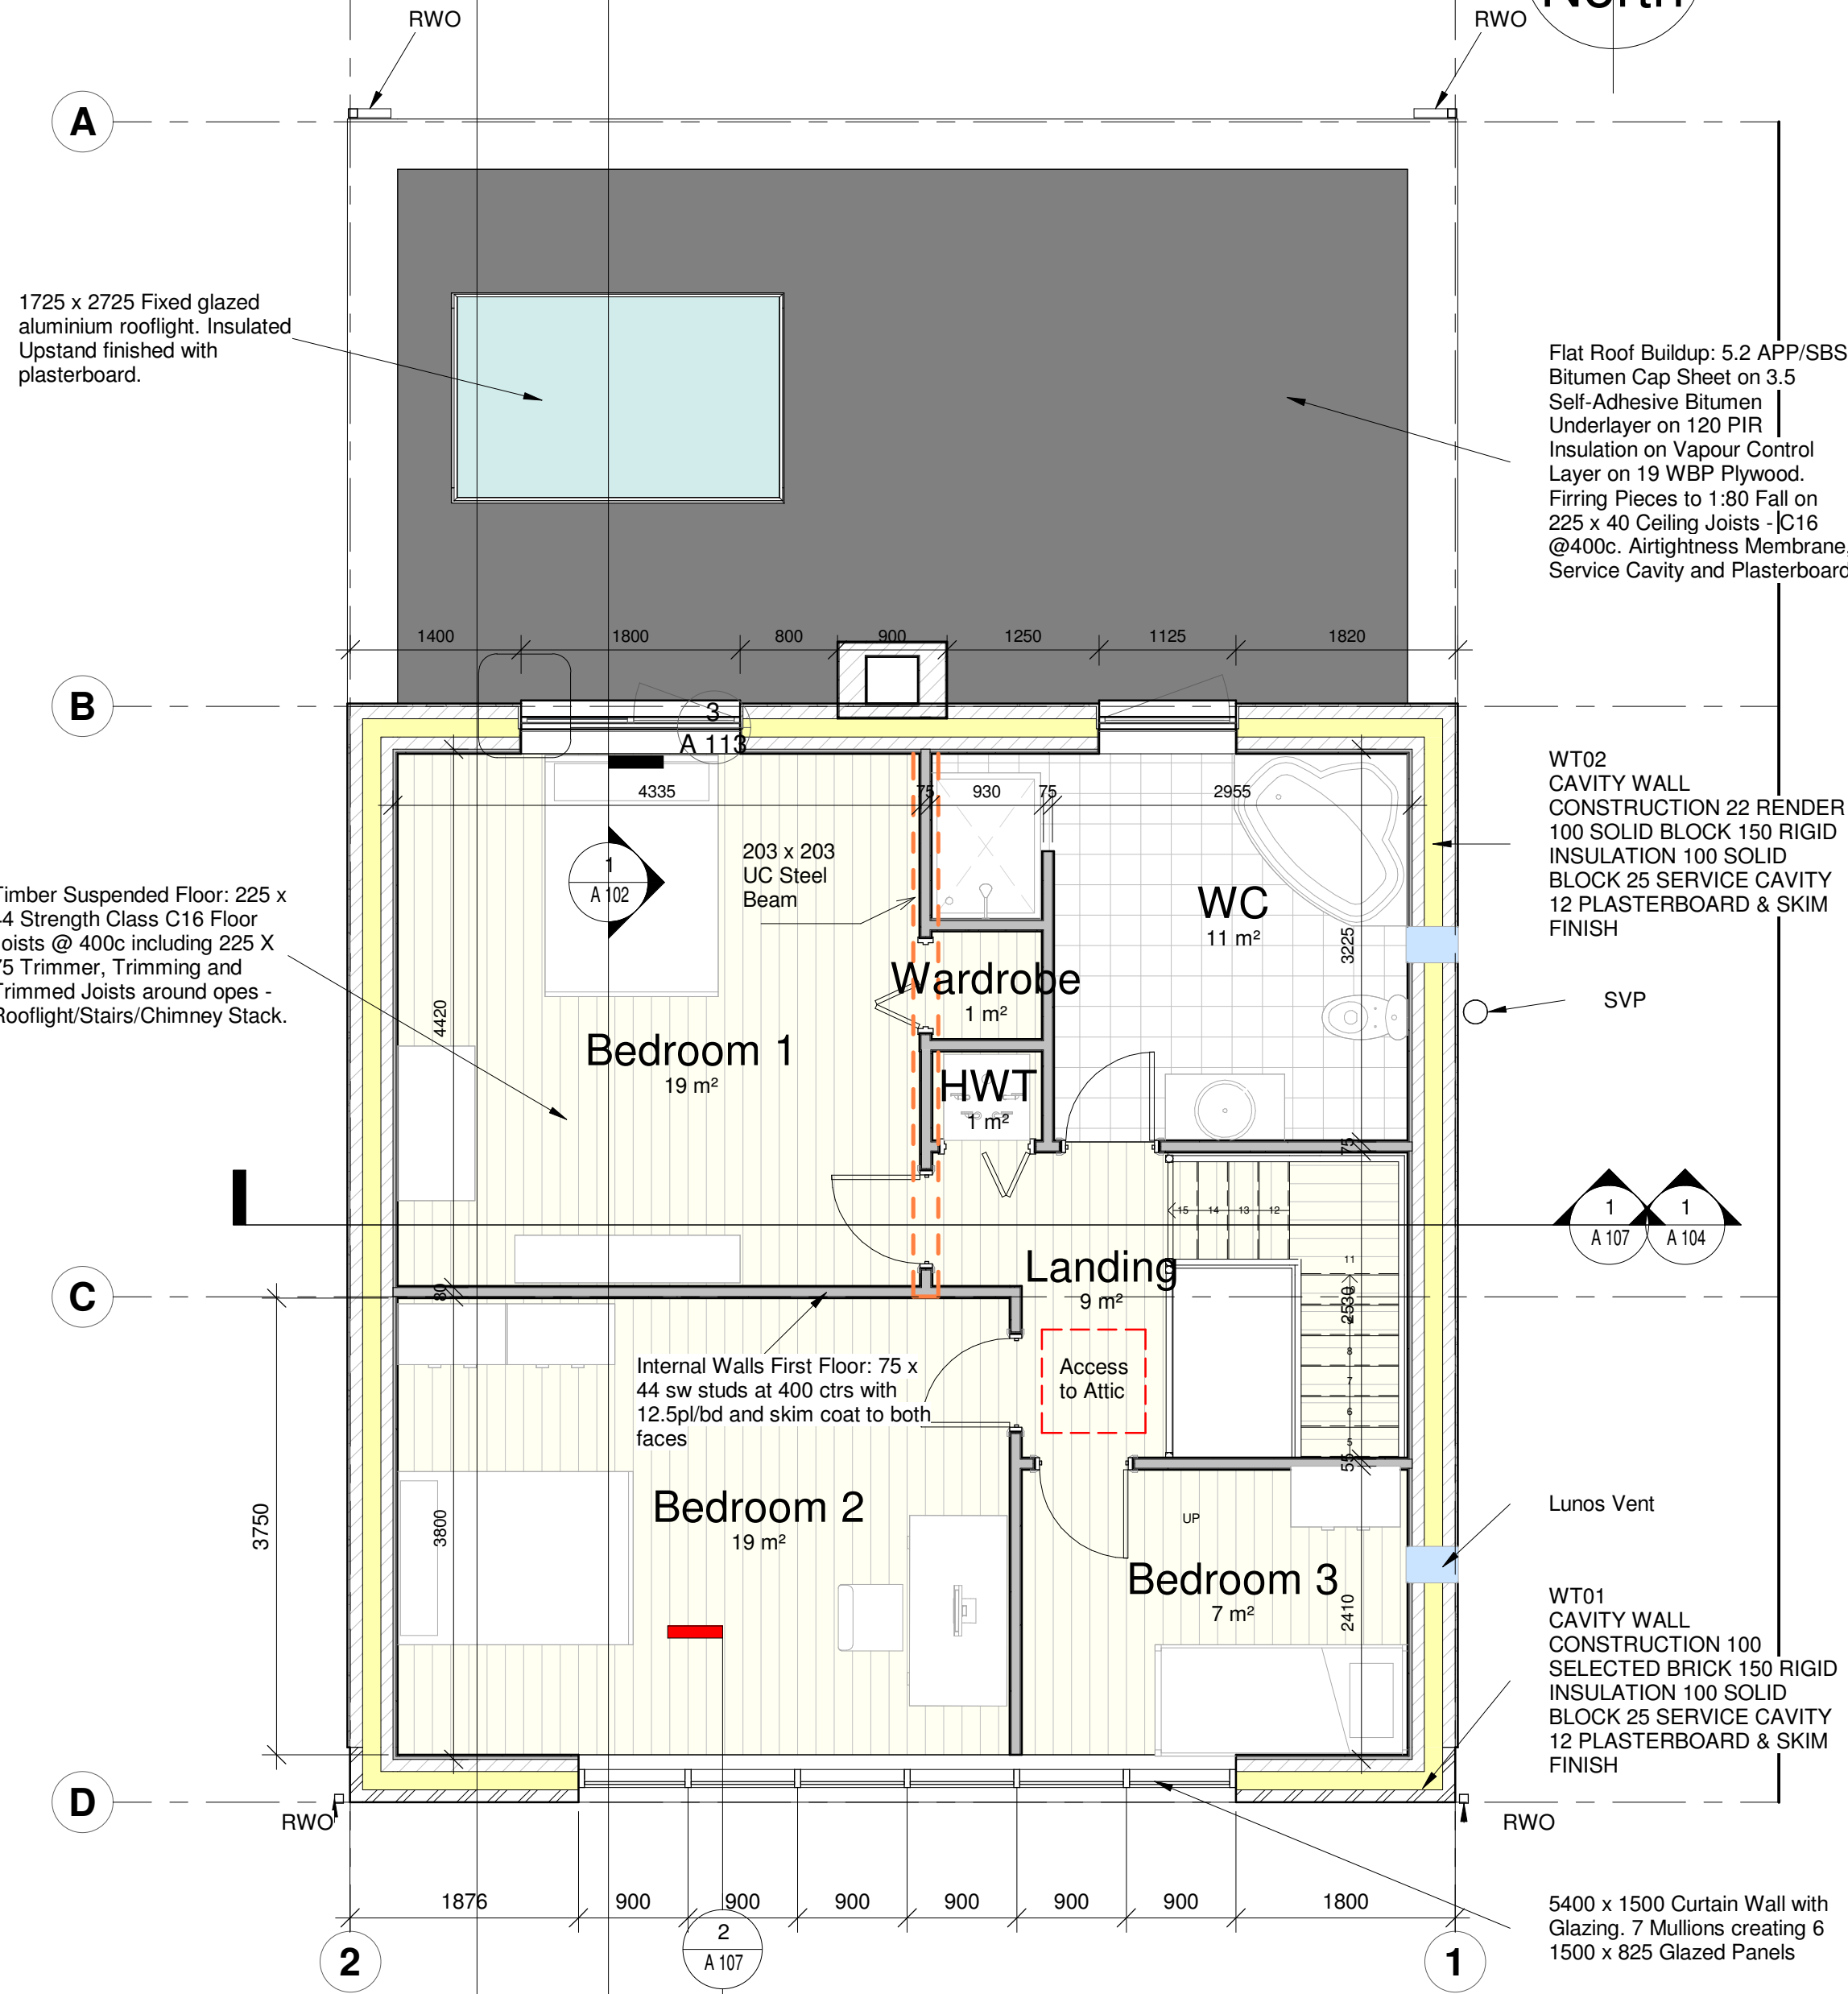 RWO
RWO
North
A
1725 x 2725 Fixed glazed
aluminium rooflight. Insulated
Upstand finished with
plasterboard.
Flat Roof Buildup: 5.2 APP/SBS
Bitumen Cap Sheet on 3.5
Self-Adhesive Bitumen
Underlayer on 120 PIR
Insulation on Vapour Control
Layer on 19 WBP Plywood.
Firring Pieces to 1:80 Fall on
225 x 40 Ceiling Joists - C16
@400c. Airtightness Membrane,
Service Cavity and Plasterboard
1400
1800
800
900
1250
1125
1820
B
3
A 113
WT02
CAVITY WALL
CONSTRUCTION 22 RENDER
100 SOLID BLOCK 150 RIGID
INSULATION 100 SOLID
BLOCK 25 SERVICE CAVITY
12 PLASTERBOARD & SKIM
FINISH
4335
75
930
75
2955
1
A 102
203 x 203
UC Steel
Beam
WC
11 m²
3225
Timber Suspended Floor: 225 x
44 Strength Class C16 Floor
Joists @ 400c including 225 X
75 Trimmer, Trimming and
Trimmed Joists around opes -
Rooflight/Stairs/Chimney Stack.
Wardrobe
1 m²
SVP
4420
Bedroom 1
19 m²
HWT
1 m²
75
15
14
13
12
1
A 107
1
A 104
11
Landing
9 m²
2530
8
7
6
5
C
80
Access
to Attic
Internal Walls First Floor: 75 x
44 sw studs at 400 ctrs with
12.5pl/bd and skim coat to both
faces
55
3750
3800
Bedroom 2
19 m²
UP
Bedroom 3
7 m²
2410
Lunos Vent
WT01
CAVITY WALL
CONSTRUCTION 100
SELECTED BRICK 150 RIGID
INSULATION 100 SOLID
BLOCK 25 SERVICE CAVITY
12 PLASTERBOARD & SKIM
FINISH
D
RWO
RWO
1876
900
900
900
900
900
900
1800
5400 x 1500 Curtain Wall with
Glazing. 7 Mullions creating 6
1500 x 825 Glazed Panels
2
2
A 107
1